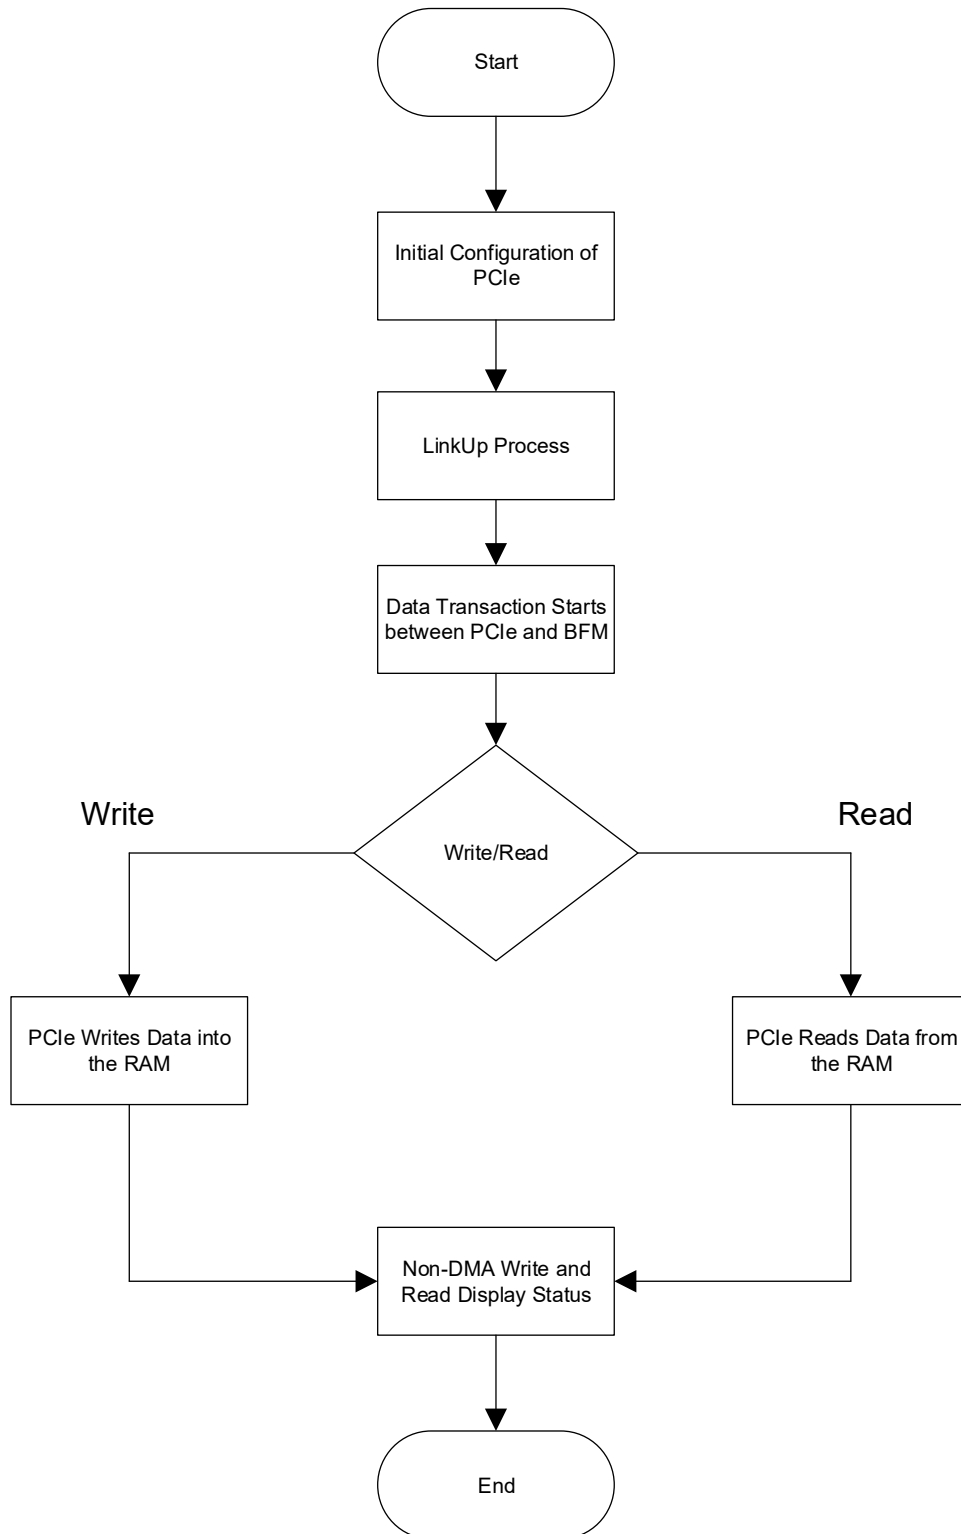 Start
Initial Configuration of
PCIe
LinkUp Process
Data Transaction Starts
between PCIe and BFM
Write
Read
Write/Read
PCIe Writes Data into
the RAM
PCIe Reads Data from
the RAM
Non-DMA Write and
Read Display Status
End